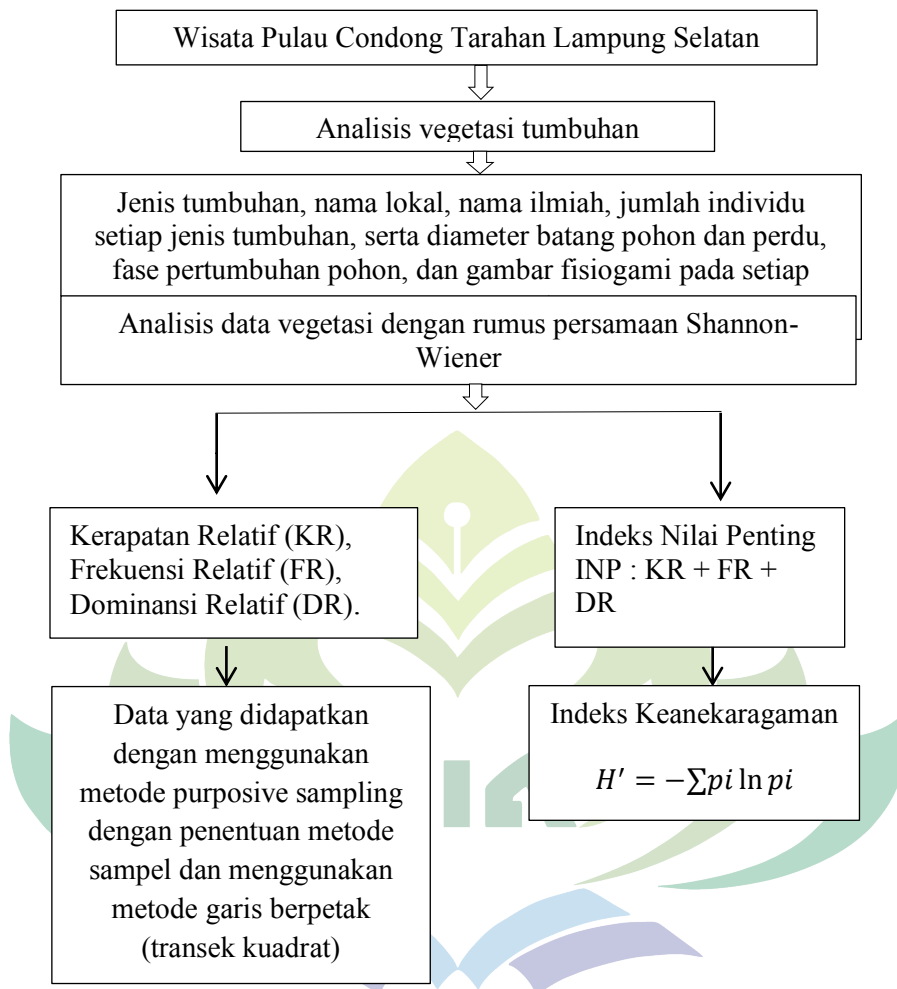 Wisata Pulau Condong Tarahan Lampung Selatan
Analisis vegetasi tumbuhan
Jenis tumbuhan, nama lokal, nama ilmiah, jumlah individu
setiap jenis tumbuhan, serta diameter batang pohon dan perdu,
fase pertumbuhan pohon, dan gambar fisiogami pada setiap
Analisis data vegetasi dengan rumus persamaan Shannon-
Wiener
Kerapatan Relatif (KR),
Frekuensi Relatif (FR),
Dominansi Relatif (DR).
Indeks Nilai Penting
INP : KR + FR +
DR
Data yang didapatkan
dengan menggunakan
metode purposive sampling
dengan penentuan metode
sampel dan menggunakan
metode garis berpetak
(transek kuadrat)
Indeks Keanekaragaman
𝐻′ = −∑𝑝𝑖 ln 𝑝𝑖